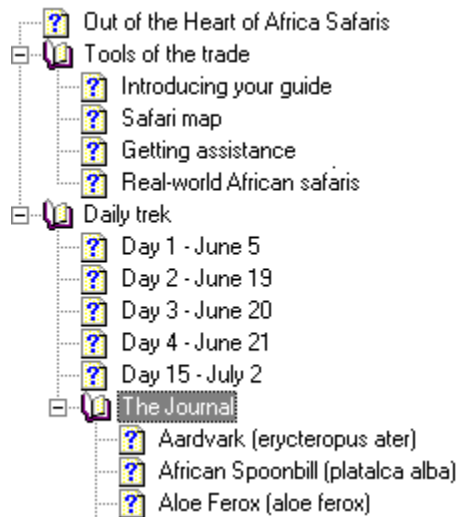 Out of the Heart of Africa Safaris
Tools of the trade
Introducing your guide
Safari map
Getting assistance
Real-world African safaris
Daily trek
Day 1 - June 5
Day 2 - June 19
Day 3 - June 20
Day 4 - June 21
Day 15 - July 2
The Journal
Aardvark (erycteropus ater)
African Spoonbill (platalca alba)
Aloe Ferox (aloe ferox)